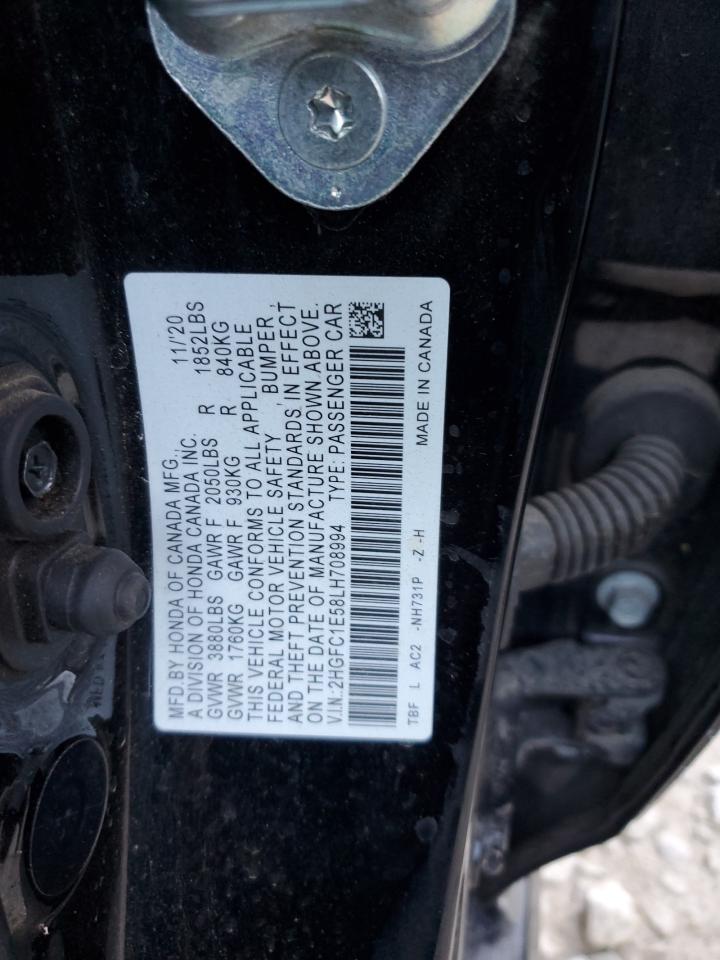 MFD.BY HONDA OF CANADA MFG., 11/'20
A DIVISION OF HONDA CANADA INC.
GVWR 3880LBS GAWR F 2050LBS R 1852LBS
GVWR 1760KG GAWR F 930KG R 840KG
THIS VEHICLE CONFORMS TO ALL APPLICABLE
FEDERAL MOTOR VEHICLE SAFETY, BUMPER,
AND THEFT PREVENTION STANDARDS IN EFFECT
ON THE DATE OF MANUFACTURE SHOWN ABOVE.
V.I.N.:2HGFC1E58LH708994 TYPE: PASSENGER CAR
TBF L AC2 -NH731P -Z -H MADE IN CANADA